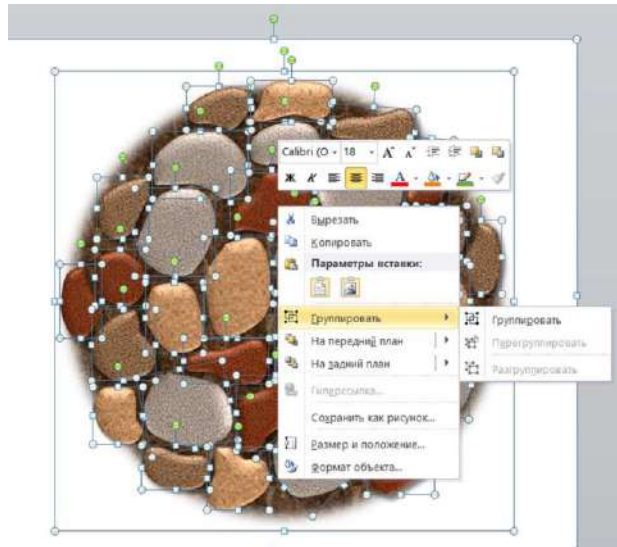 Calibri (О 18 А А
Ж К А
Вырезать
Копировать
Параметры вставки:
Группировать
Группировать
На передний план
Перегруппировать
На задний план
Разгруппировать
Гиперссылка...
Сохранить как рисунок...
Размер и положение...
Формат объекта...